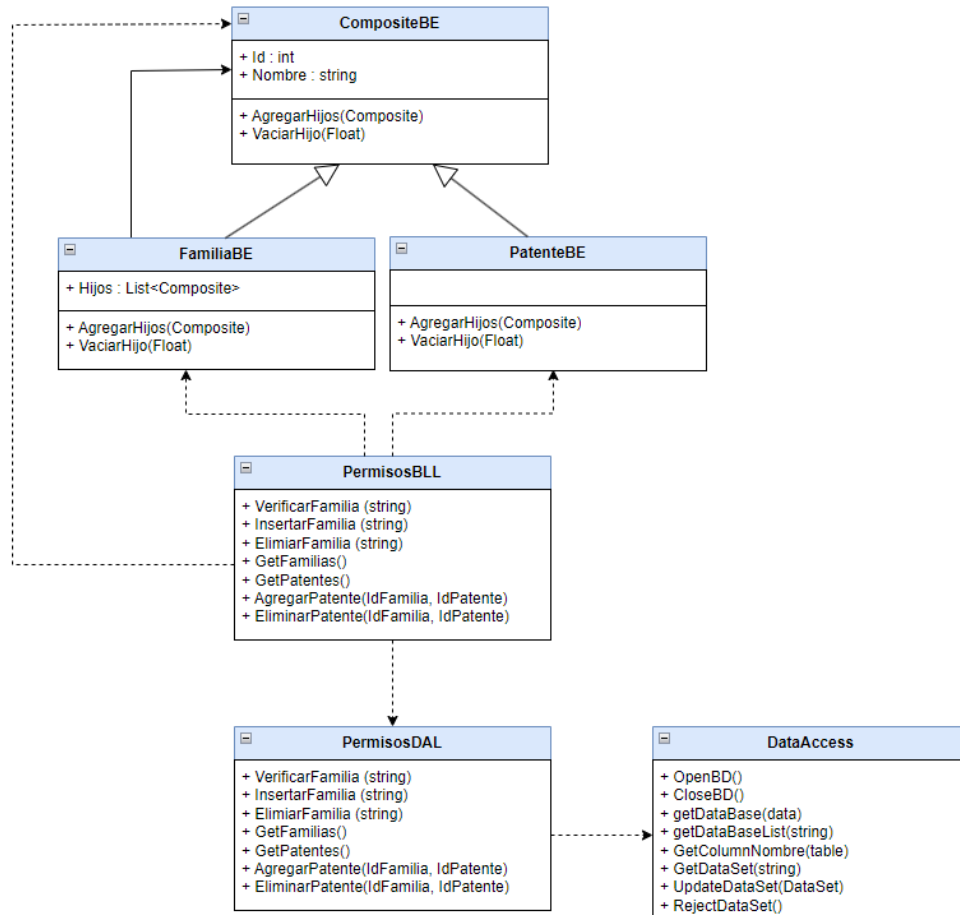 CompositeBE
+ Id : int
+ Nombre : string
+ AgregarHijos(Composite)
+ VaciarHijo(Float)
FamiliaBE
+ Hijos : List<Composite>
+ AgregarHijos(Composite)
+ VaciarHijo(Float)
PatenteBE
+ AgregarHijos(Composite)
+ VaciarHijo(Float)
PermisosBLL
+ VerificarFamilia (string)
+ InsertarFamilia (string)
+ ElimiarFamilia (string)
+ GetFamilias()
+ GetPatentes()
+ AgregarPatente(IdFamilia, IdPatente)
+ EliminarPatente(IdFamilia, IdPatente)
PermisosDAL
+ VerificarFamilia (string)
+ InsertarFamilia (string)
+ ElimiarFamilia (string)
+ GetFamilias()
+ GetPatentes()
+ AgregarPatente(IdFamilia, IdPatente)
+ EliminarPatente(IdFamilia, IdPatente)
DataAccess
+ OpenBD()
+ CloseBD()
+ getDataBase(data)
+ getDataBaseList(string)
+ GetColumnNombre(table)
+ GetDataSet(string)
+ UpdateDataSet(DataSet)
+ RejectDataSet()